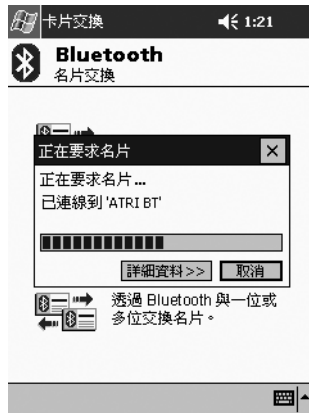 卡片交換 1:21
Bluetooth
名片交換
正在要求名片
正在要求名片...
已連線到 'ATRI BT'
詳細資料>> 取消
透過 Bluetooth 與一位或
多位交換名片。